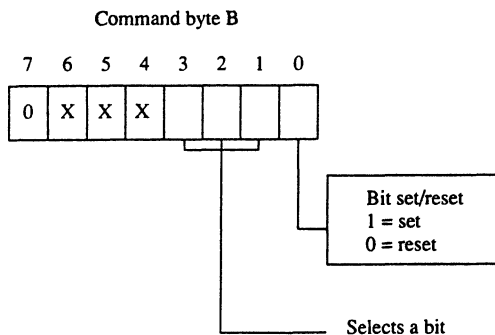 Command byte B
7 6 5 4 3 2 1 0
0 X X X
Bit set/reset
1 = set
0 = reset
Selects a bit